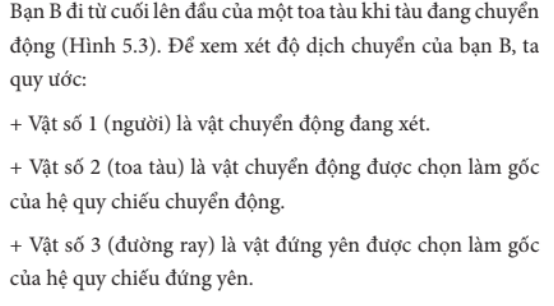 Bạn B đi từ cuối lên đầu của một toa tàu khi tàu đang chuyển
động (Hình 5.3). Để xem xét độ dịch chuyển của bạn B, ta
quy ước:
+ Vật số 1 (người) là vật chuyển động đang xét.
+ Vật số 2 (toa tàu) là vật chuyển động được chọn làm gốc
của hệ quy chiếu chuyển động.
+ Vật số 3 (đường ray) là vật đứng yên được chọn làm gốc
của hệ quy chiếu đứng yên.